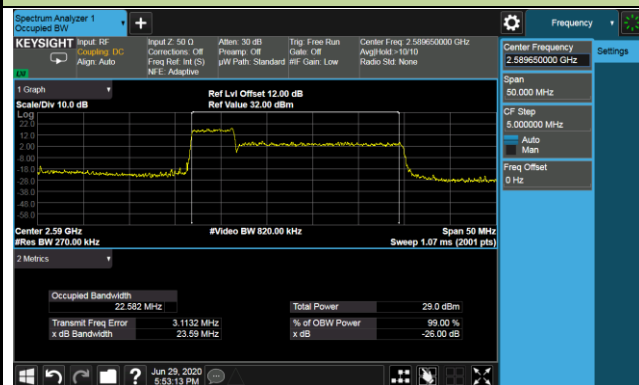 Spectrum Analyzer 1
Occupied BW
+
Frequency
KEYSIGHT
Input: RF
Coupling: DC
Align: Auto
Input Z: 50 Ω
Corrections: Off
Freq Ref: Int (S)
NFE: Adaptive
Atten: 30 dB
Preamp: Off
µW Path: Standard
Trig: Free Run
Gate: Off
#IF Gain: Low
Center Freq: 2.589650000 GHz
Avg|Hold:>10/10
Radio Std: None
Center Frequency
2.589650000 GHz
Settings
Span
50.000 MHz
CF Step
5.000000 MHz
Auto
Man
Freq Offset
0 Hz
1 Graph
Scale/Div 10.0 dB
Ref Lvl Offset 12.00 dB
Ref Value 32.00 dBm
Log
22.0
12.0
2.00
-8.00
-18.0
-28.0
-38.0
-48.0
-58.0
Center 2.59 GHz
#Res BW 270.00 kHz
#Video BW 820.00 kHz
Span 50 MHz
Sweep 1.07 ms (2001 pts)
2 Metrics
Occupied Bandwidth
22.582 MHz
Total Power 29.0 dBm
Transmit Freq Error 3.1132 MHz
% of OBW Power 99.00 %
x dB Bandwidth 23.59 MHz
x dB -26.00 dB
?
Jun 29, 2020
5:53:13 PM